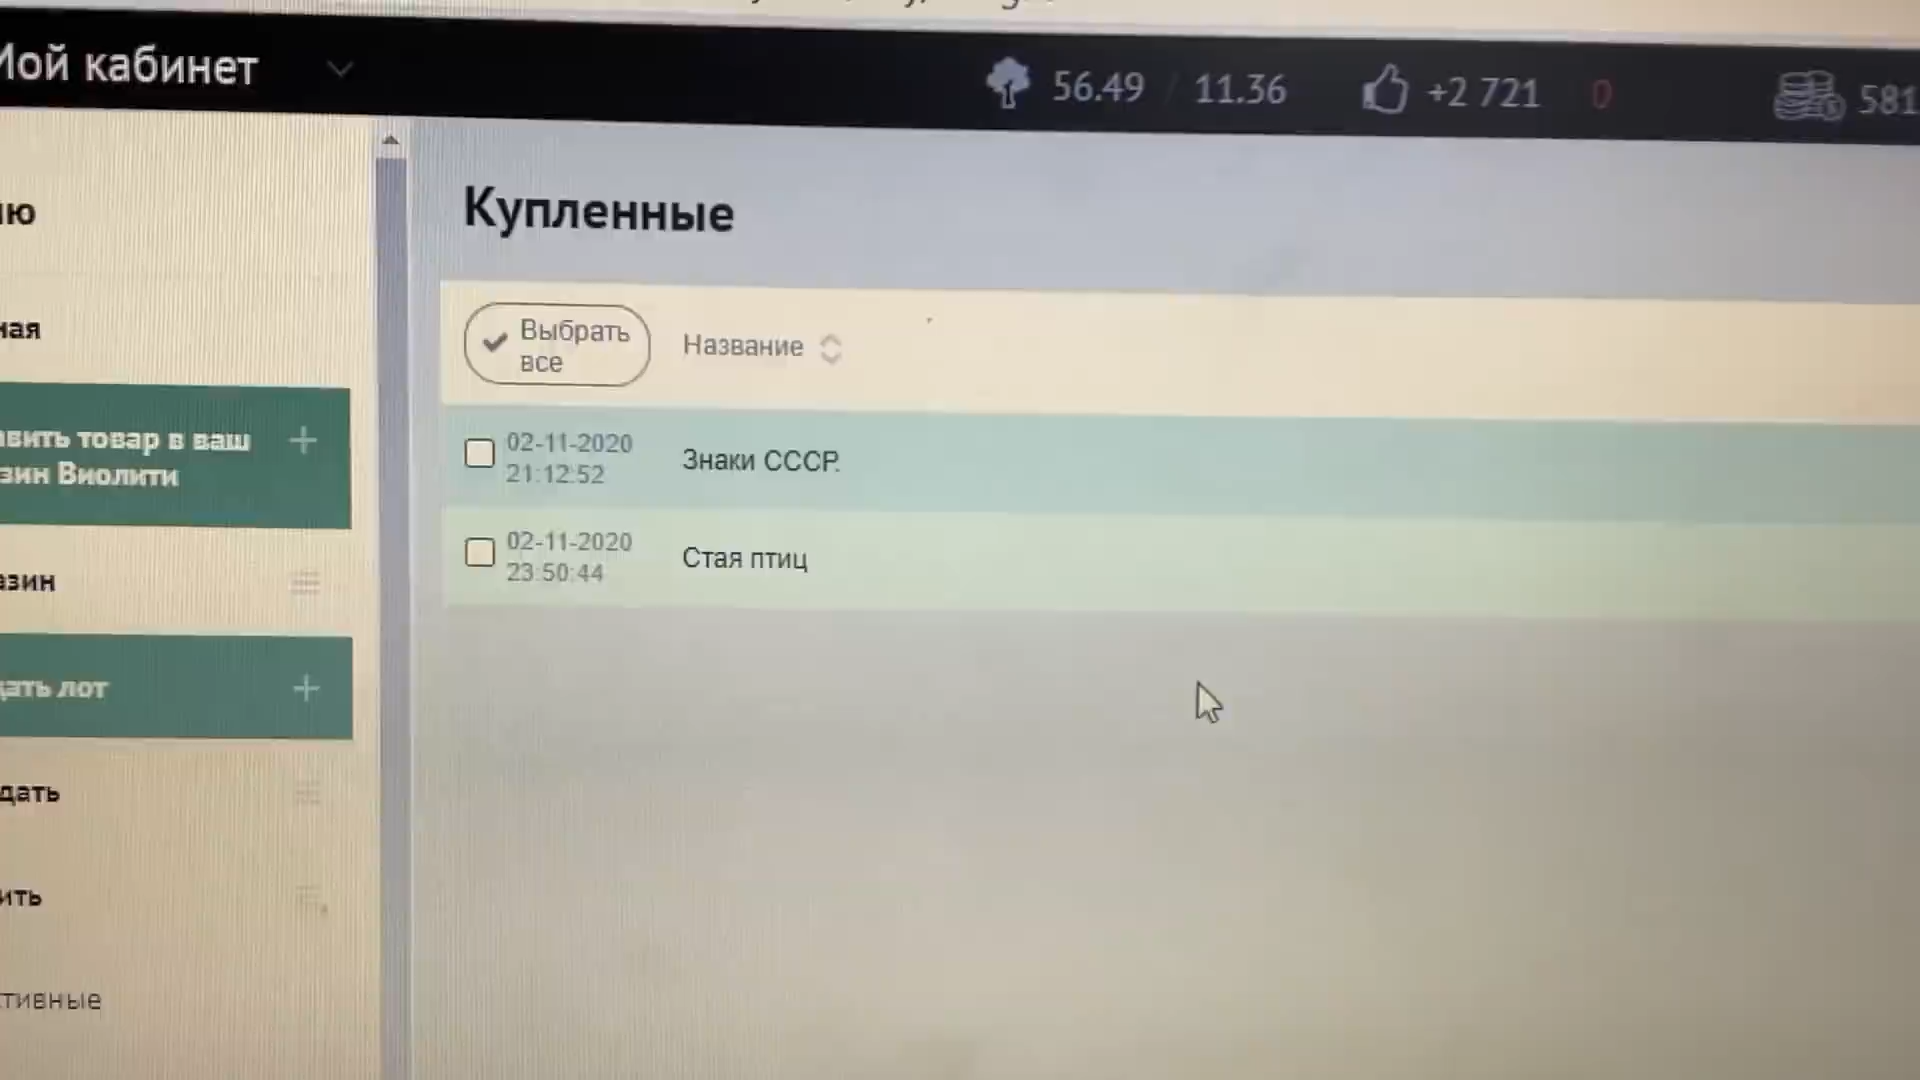 Мой кабинет
56.49 / 11.36
+2 721
0
581
ню
ная
авить товар в ваш
зин Виолити
азин
дать лот
дать
ить
тивные
Купленные
Выбрать
все
Название
02-11-2020
21:12:52
Знаки СССР.
02-11-2020
23:50:44
Стая птиц